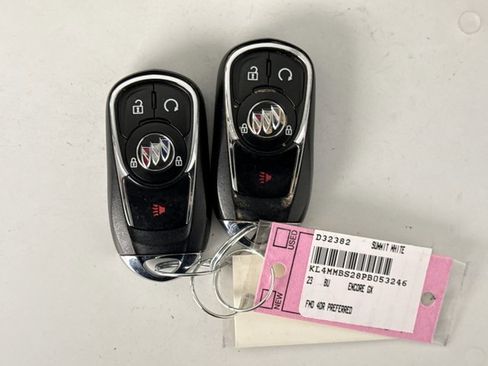 USED
NEW
D32382 SUMMIT WHITE
KL4MMBS28PB053246
23 BU ENCORE GX
FWD 4DR PREFERRED